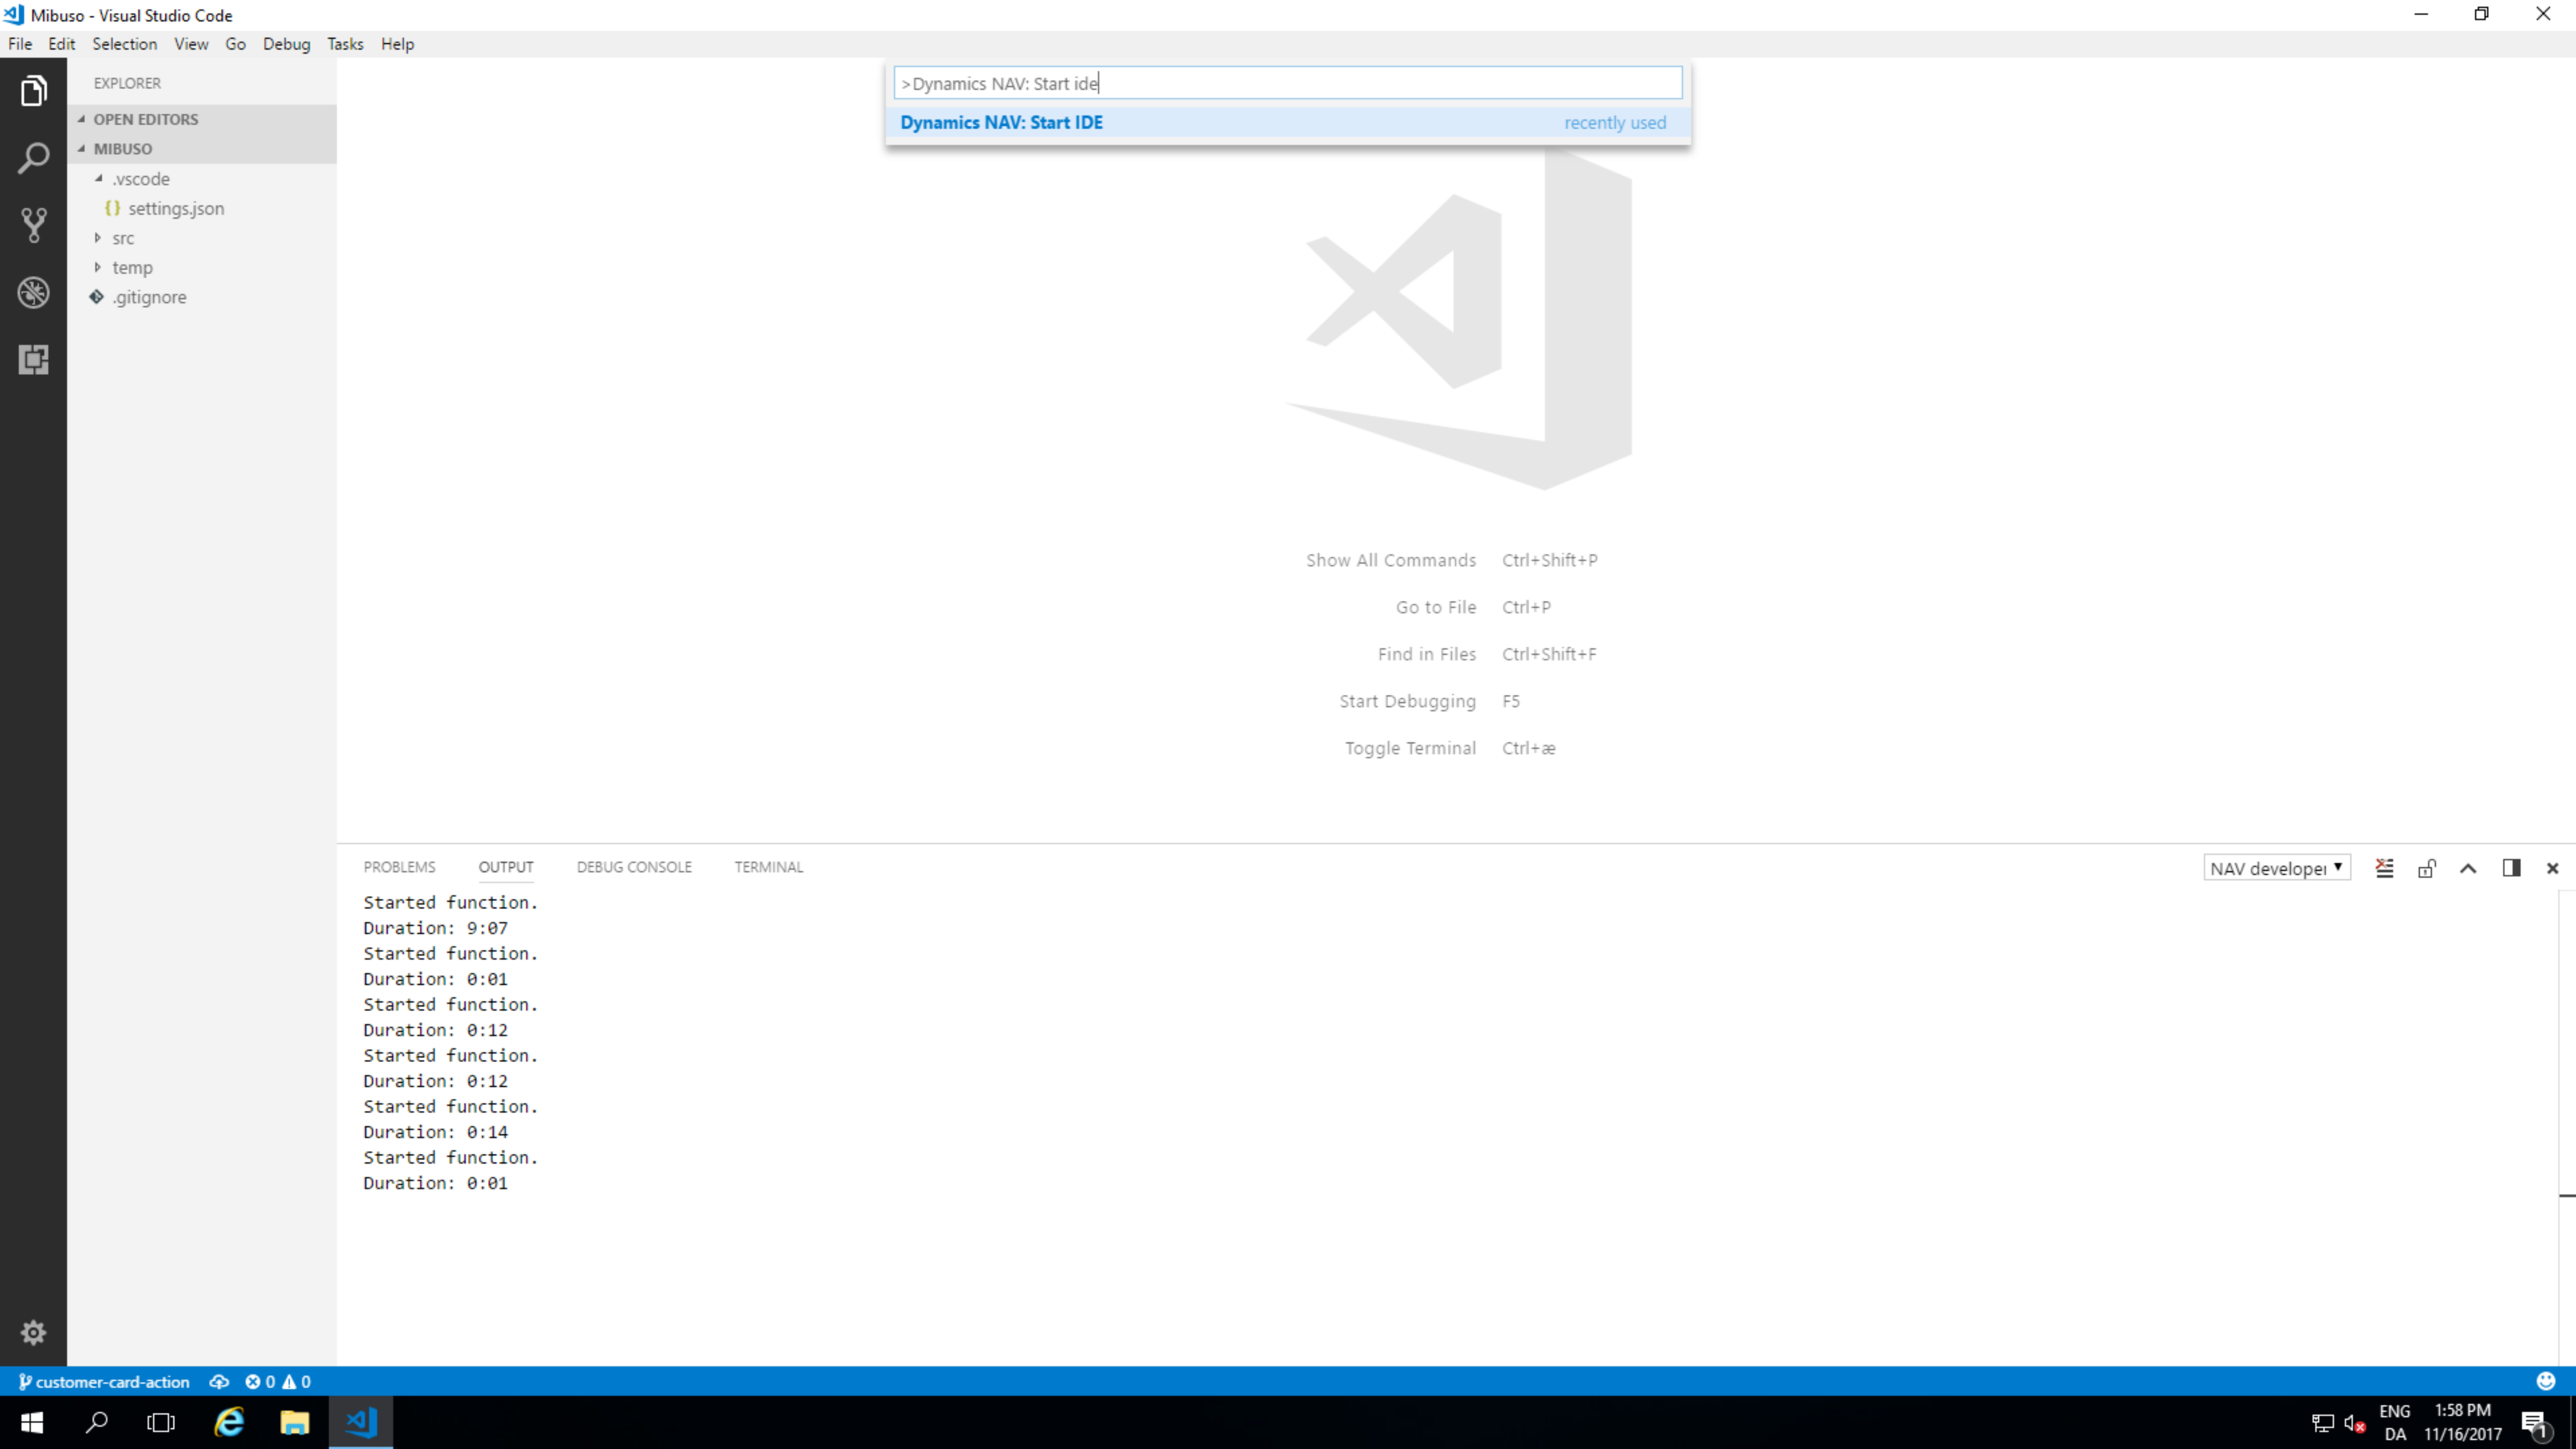 Mibuso - Visual Studio Code
File Edit Selection View Go Debug Tasks Help
EXPLORER
OPEN EDITORS
MIBUSO
.vscode
{} settings.json
src
temp
.gitignore
>Dynamics NAV: Start ide
Dynamics NAV: Start IDE recently used
Show All Commands Ctrl+Shift+P
Go to File Ctrl+P
Find in Files Ctrl+Shift+F
Start Debugging F5
Toggle Terminal Ctrl+æ
PROBLEMS OUTPUT DEBUG CONSOLE TERMINAL NAV developer
Started function.
Duration: 9:07
Started function.
Duration: 0:01
Started function.
Duration: 0:12
Started function.
Duration: 0:12
Started function.
Duration: 0:14
Started function.
Duration: 0:01
customer-card-action 0 0
ENG 1:58 PM
DA 11/16/2017 1